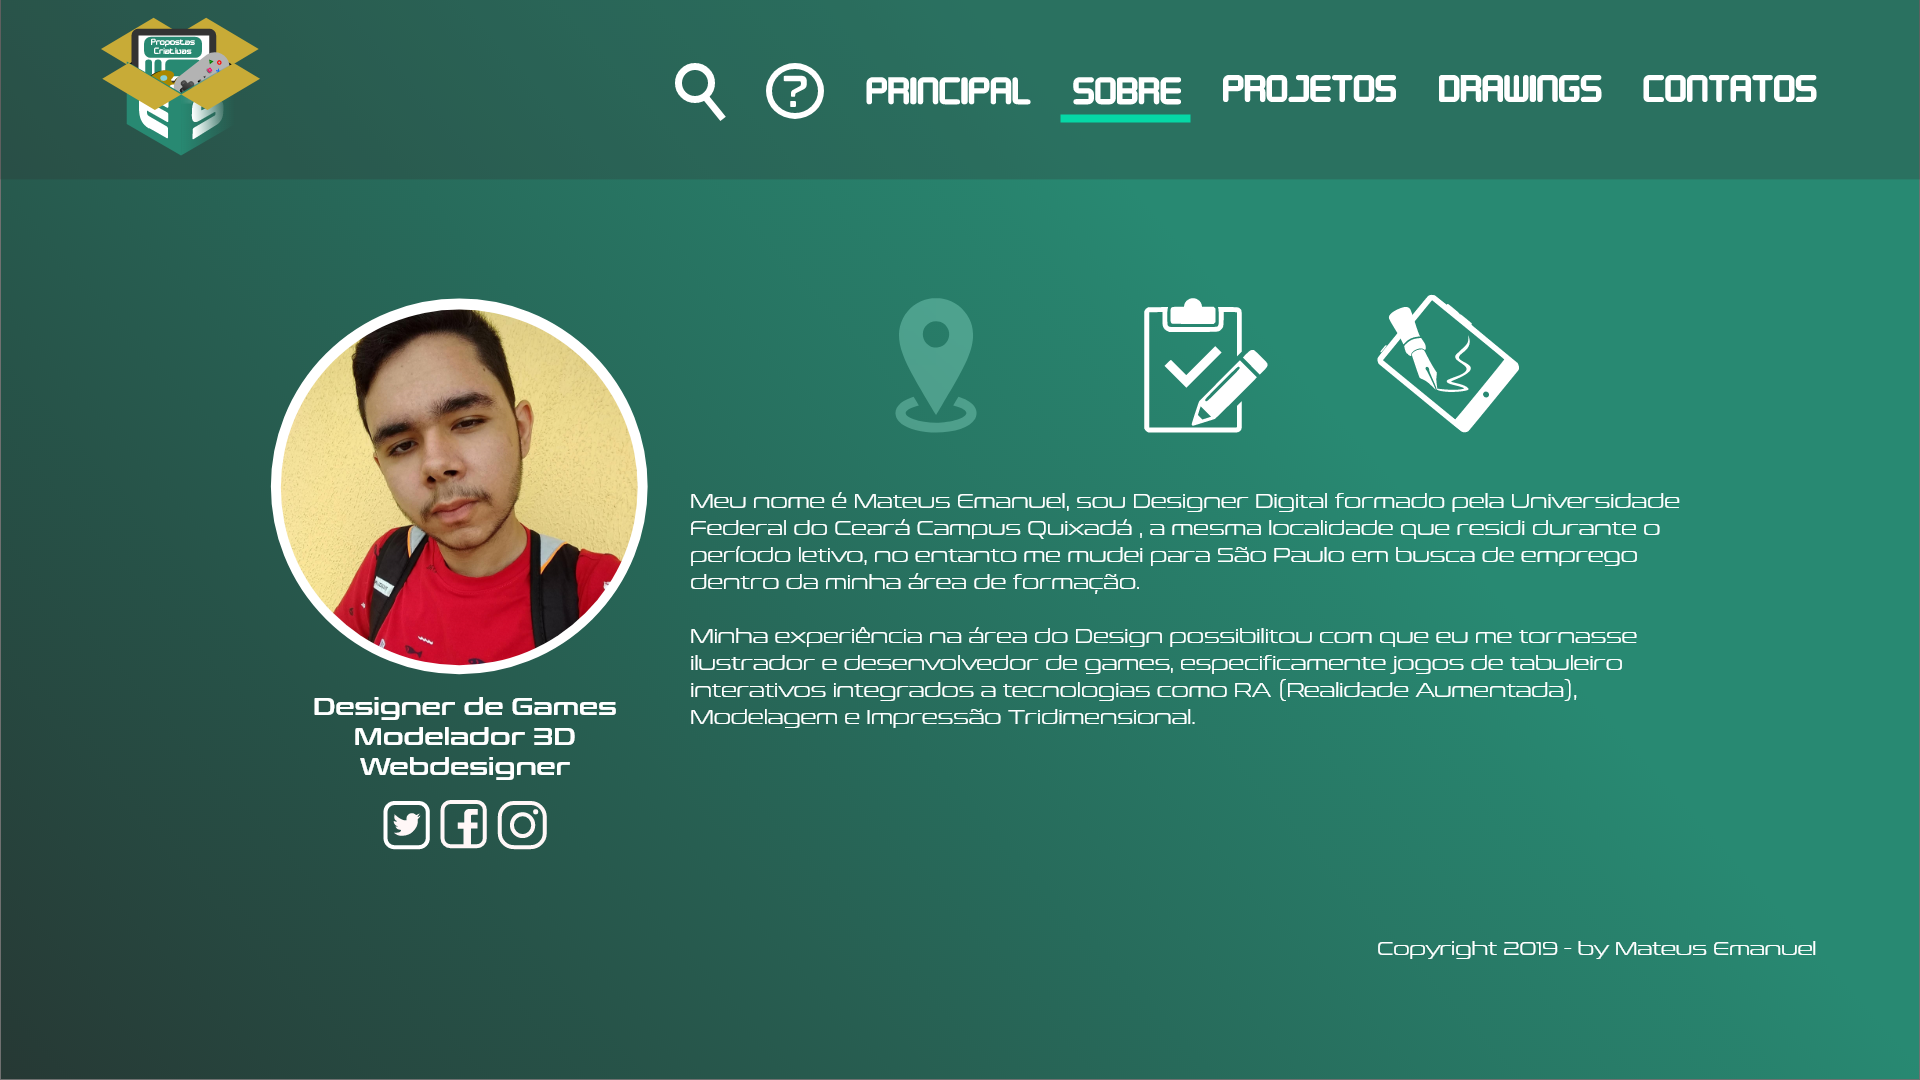 Propostas
Criativas
PRINCIPAL SOBRE PROJETOS DRAWINGS CONTATOS
Meu nome é Mateus Emanuel, sou Designer Digital formado pela Universidade
Federal do Ceará Campus Quixadá , a mesma localidade que residi durante o
período letivo, no entanto me mudei para São Paulo em busca de emprego
dentro da minha área de formação.
Minha experiência na área do Design possibilitou com que eu me tornasse
ilustrador e desenvolvedor de games, especificamente jogos de tabuleiro
interativos integrados a tecnologias como RA (Realidade Aumentada),
Modelagem e Impressão Tridimensional.
Designer de Games
Modelador 3D
Webdesigner
Copyright 2019 - by Mateus Emanuel